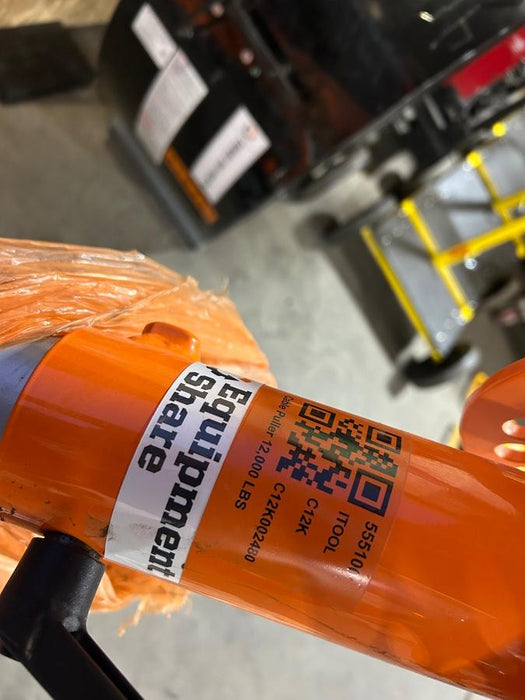 Equipment
Share
55510
ITOOL
C12K
C12K002480
Cable Puller 12,000 LBS